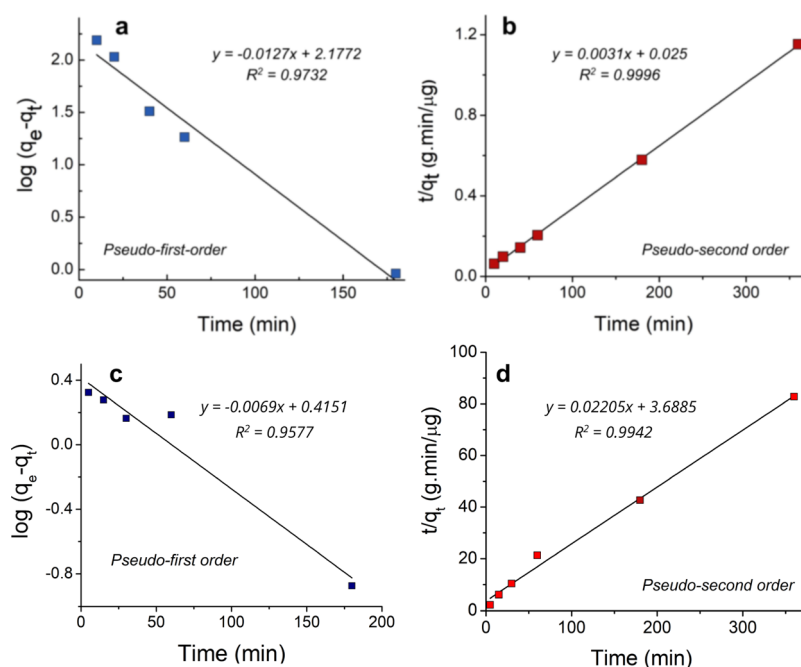 a
y = -0.0127x + 2.1772
R² = 0.9732
2.0
1.5
1.0
0.5
0.0
log (qₑ-qₜ)
Pseudo-first-order
0
50
100
150
Time (min)
b
y = 0.0031x + 0.025
R² = 0.9996
1.2
0.8
0.4
0.0
t/qₜ (g.min/μg)
Pseudo-second order
0
100
200
300
Time (min)
c
y = -0.0069x + 0.4151
R² = 0.9577
0.4
0.0
-0.4
-0.8
log (qₑ-qₜ)
Pseudo-first order
0
50
100
150
200
Time (min)
d
y = 0.02205x + 3.6885
R² = 0.9942
100
80
60
40
20
0
t/qₜ (g.min/μg)
Pseudo-second order
0
100
200
300
Time (min)